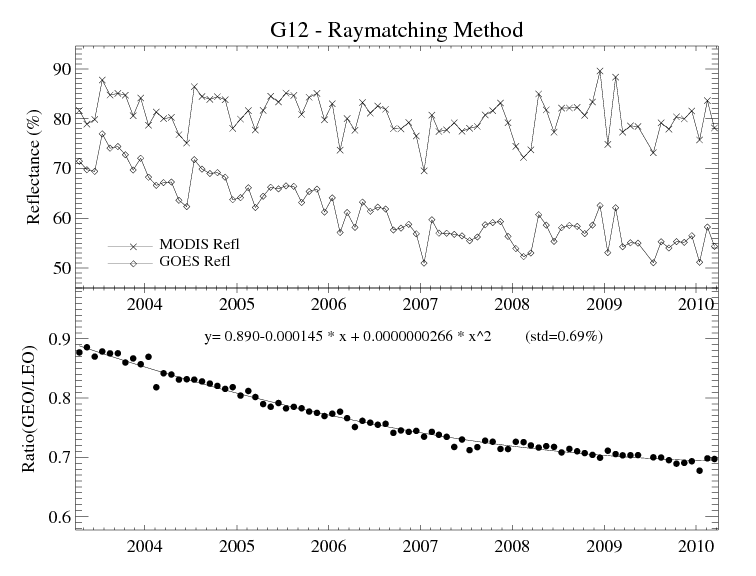 G12 - Raymatching Method
90
80
70
60
50
Reflectance (%)
MODIS Refl
GOES Refl
2004 2005 2006 2007 2008 2009 2010
y= 0.890-0.000145 * x + 0.0000000266 * x^2 (std=0.69%)
0.9
0.8
0.7
0.6
Ratio(GEO/LEO)
2004 2005 2006 2007 2008 2009 2010